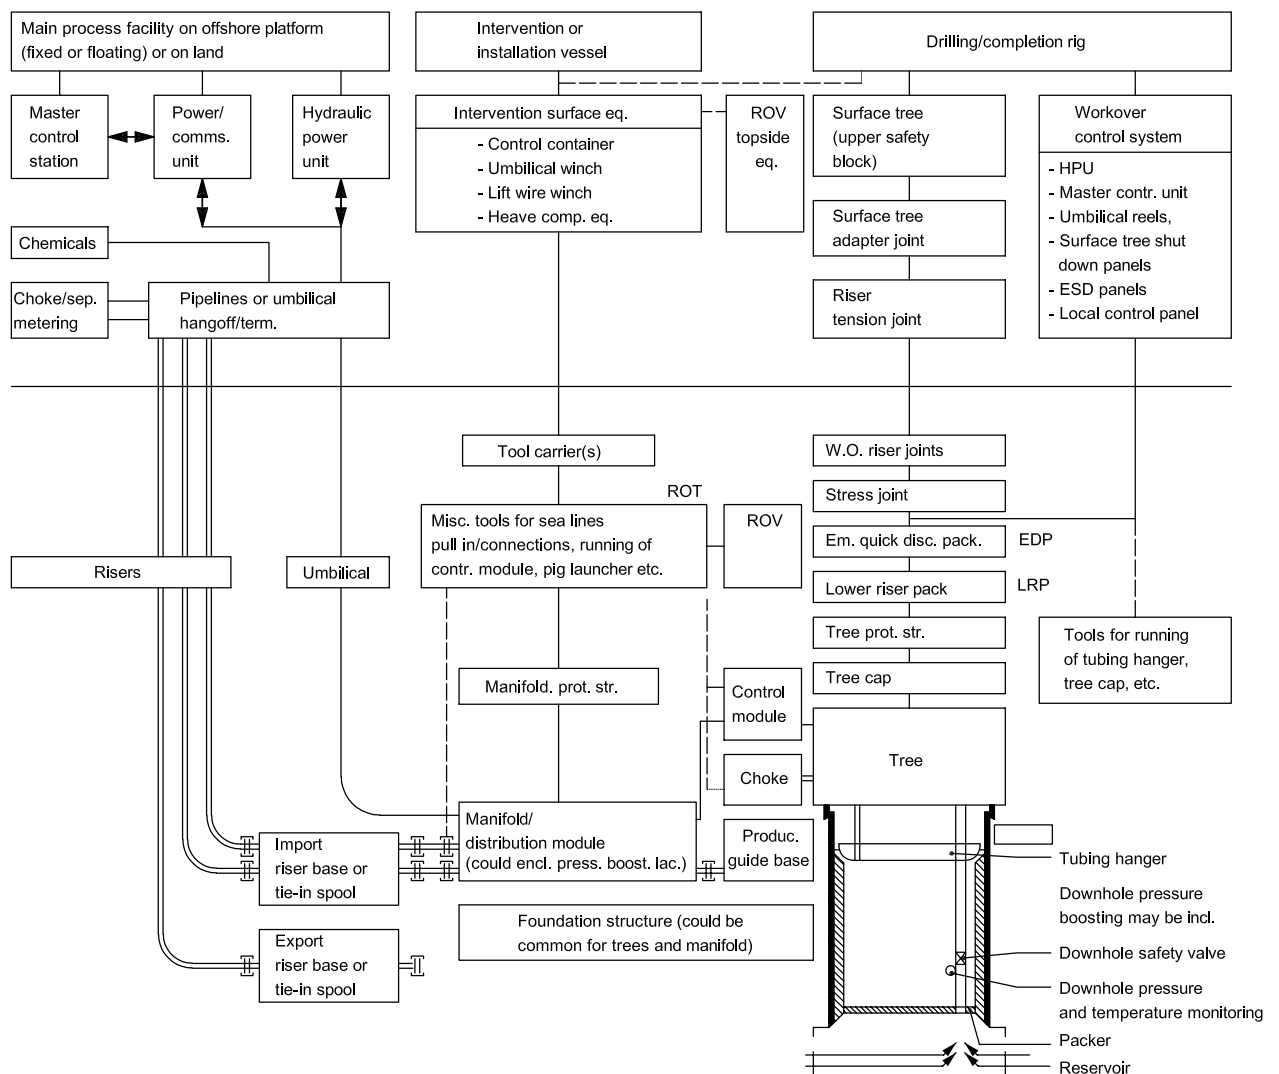 Main process facility on offshore platform
(fixed or floating) or on land
Intervention or
installation vessel
Drilling/completion rig
Master
control
station
Power/
comms.
unit
Hydraulic
power
unit
Intervention surface eq.
- Control container
- Umbilical winch
- Lift wire winch
- Heave comp. eq.
ROV
topside
eq.
Surface tree
(upper safety
block)
Workover
control system
- HPU
- Master contr. unit
- Umbilical reels,
- Surface tree shut
down panels
- ESD panels
- Local control panel
Surface tree
adapter joint
Chemicals
Choke/sep.
metering
Pipelines or umbilical
hangoff/term.
Riser
tension joint
Tool carrier(s)
W.O. riser joints
ROT
Stress joint
Misc. tools for sea lines
pull in/connections, running of
contr. module, pig launcher etc.
ROV
Em. quick disc. pack.
EDP
Risers
Umbilical
Lower riser pack
LRP
Tree prot. str.
Tools for running
of tubing hanger,
tree cap, etc.
Manifold. prot. str.
Control
module
Tree cap
Tree
Choke
Manifold/
distribution module
(could encl. press. boost. lac.)
Import
riser base or
tie-in spool
Produc.
guide base
Tubing hanger
Downhole pressure
boosting may be incl.
Foundation structure (could be
common for trees and manifold)
Export
riser base or
tie-in spool
Downhole safety valve
Downhole pressure
and temperature monitoring
Packer
Reservoir